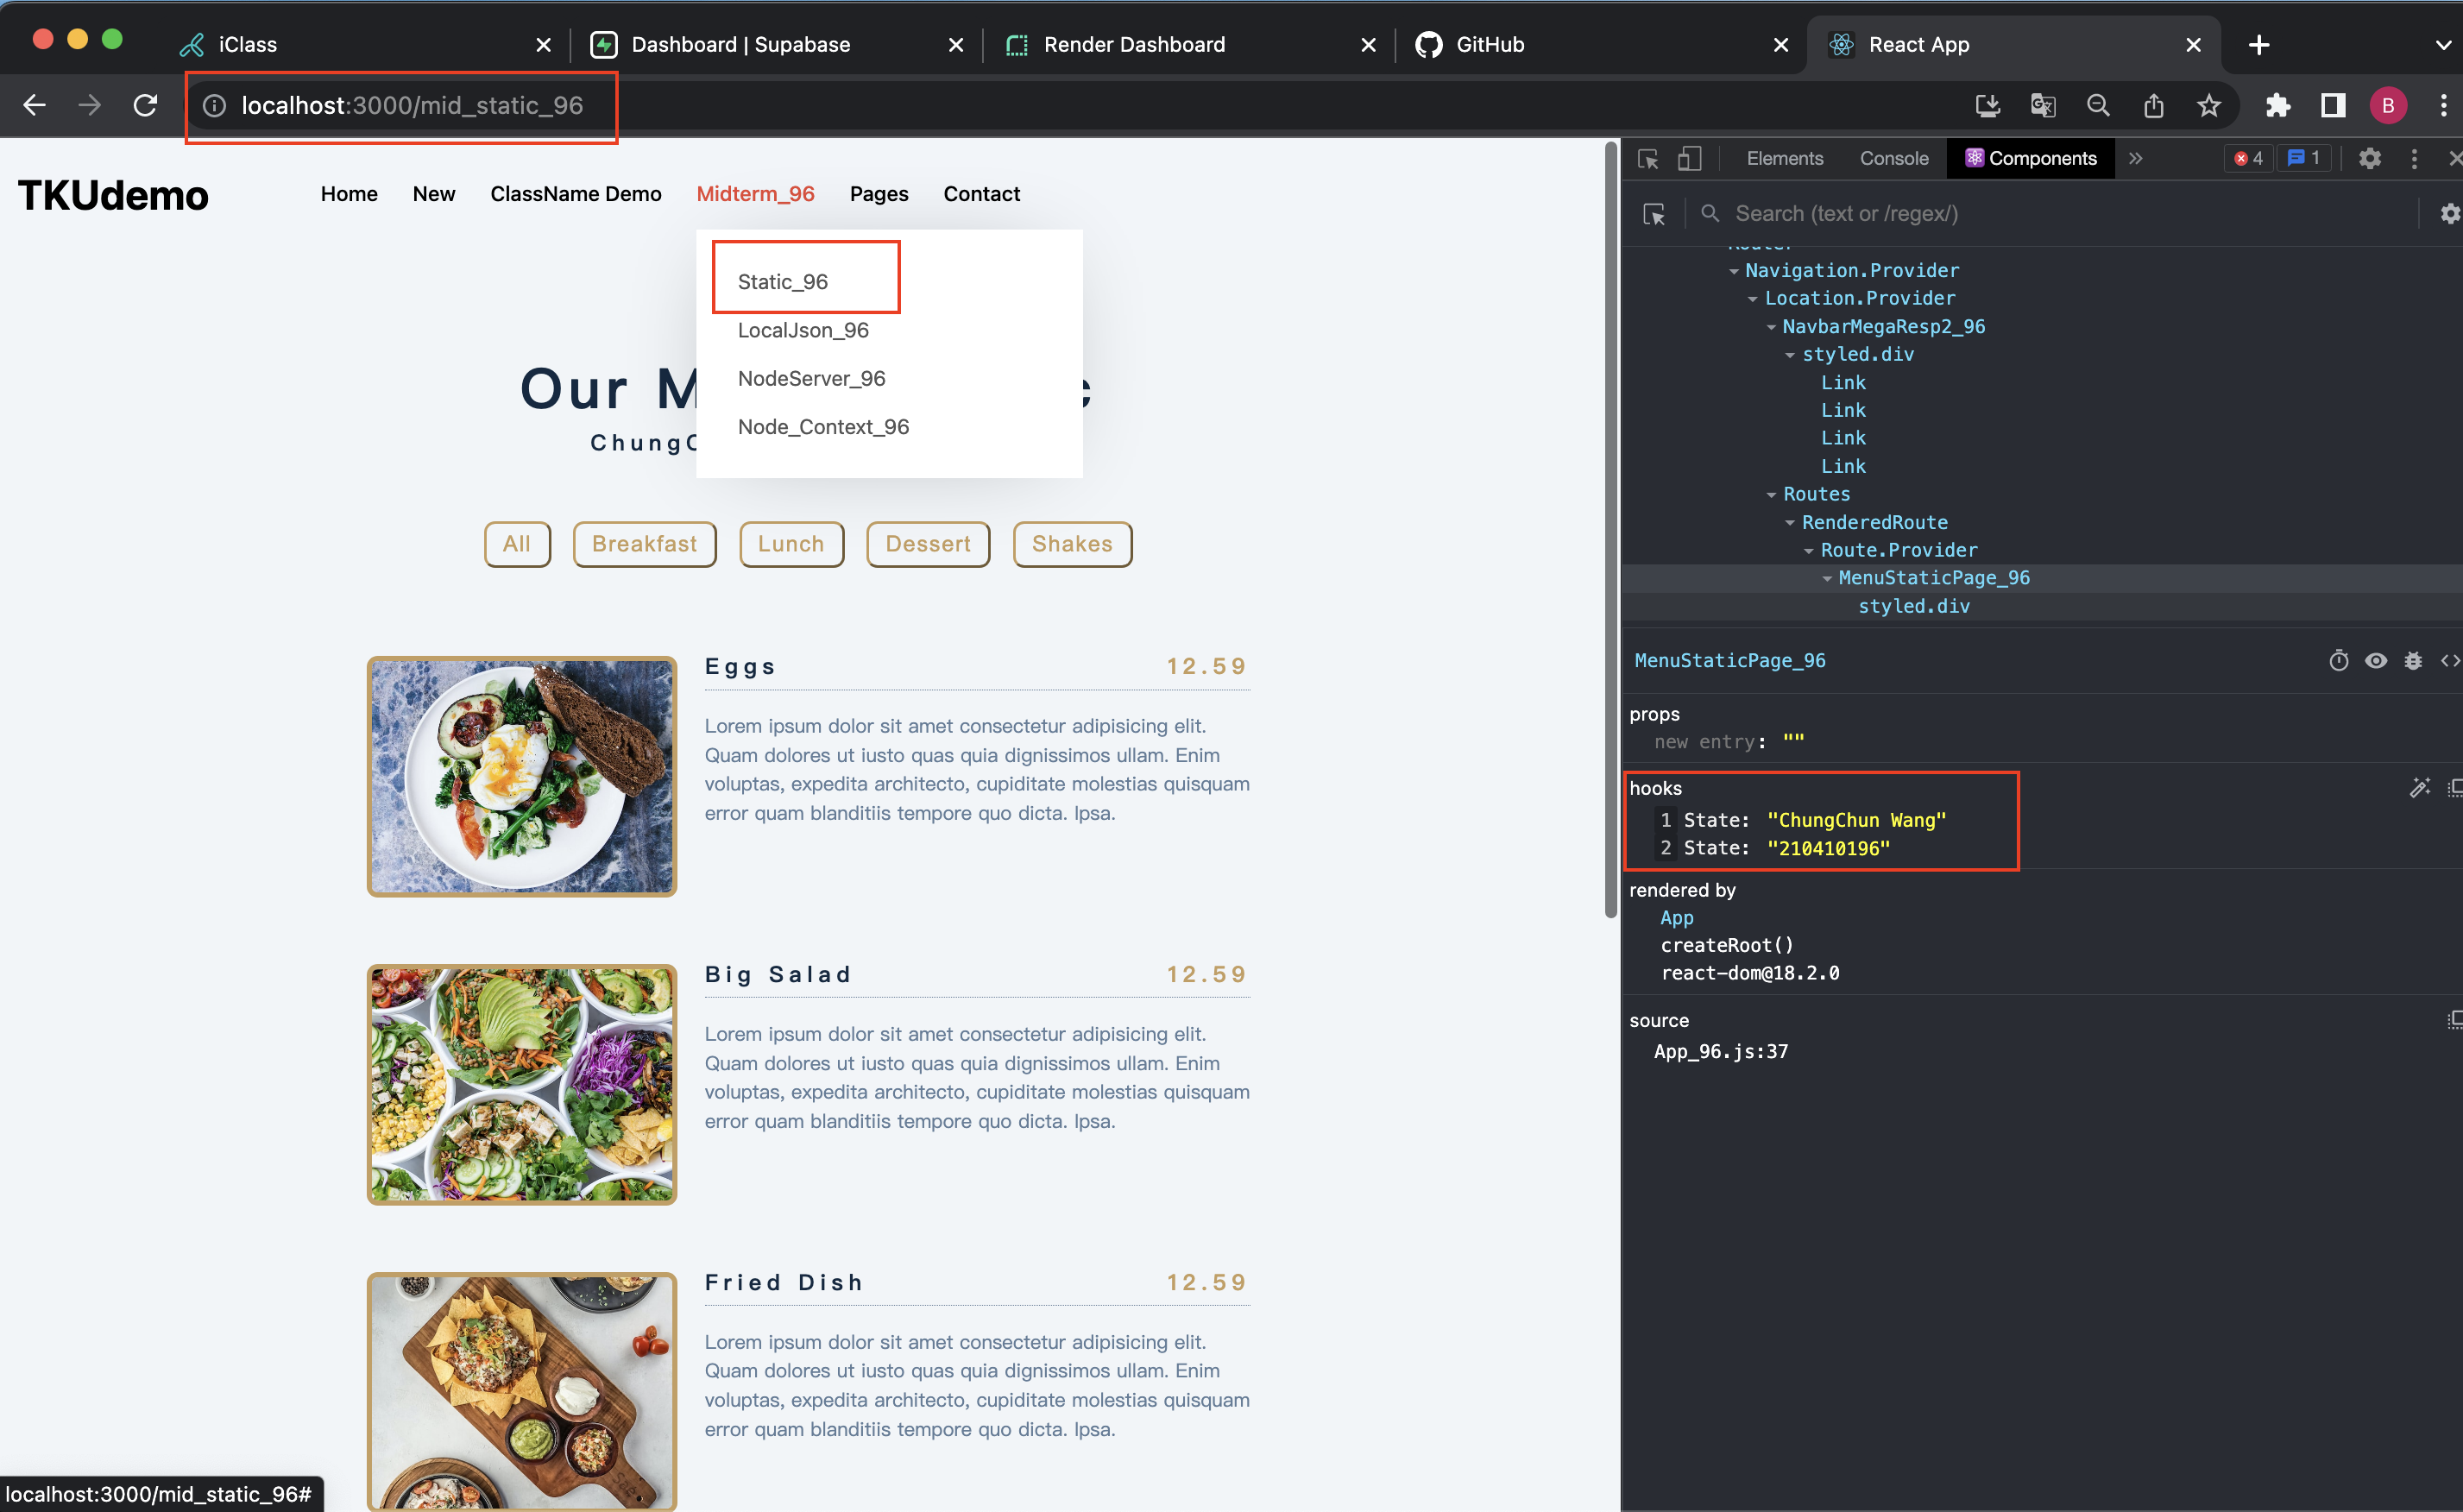 iClass
Dashboard | Supabase
Render Dashboard
GitHub
React App
localhost:3000/mid_static_96
B
TKUdemo
Home
New
ClassName Demo
Midterm_96
Pages
Contact
Static_96
LocalJson_96
NodeServer_96
Node_Context_96
Our M
c
ChungC
All
Breakfast
Lunch
Dessert
Shakes
Eggs 12.59
Lorem ipsum dolor sit amet consectetur adipisicing elit.
Quam dolores ut iusto quas quia dignissimos ullam. Enim
voluptas, expedita architecto, cupiditate molestias quisquam
error quam blanditiis tempore quo dicta. Ipsa.
Big Salad 12.59
Lorem ipsum dolor sit amet consectetur adipisicing elit.
Quam dolores ut iusto quas quia dignissimos ullam. Enim
voluptas, expedita architecto, cupiditate molestias quisquam
error quam blanditiis tempore quo dicta. Ipsa.
Fried Dish 12.59
Lorem ipsum dolor sit amet consectetur adipisicing elit.
Quam dolores ut iusto quas quia dignissimos ullam. Enim
voluptas, expedita architecto, cupiditate molestias quisquam
error quam blanditiis tempore quo dicta. Ipsa.
localhost:3000/mid_static_96#
Elements
Console
Components
4
1
Search (text or /regex/)
Router
Navigation.Provider
Location.Provider
NavbarMegaResp2_96
styled.div
Link
Link
Link
Link
Routes
RenderedRoute
Route.Provider
MenuStaticPage_96
styled.div
MenuStaticPage_96
props
new entry: ""
hooks
1 State: "ChungChun Wang"
2 State: "210410196"
rendered by
App
createRoot()
react-dom@18.2.0
source
App_96.js:37